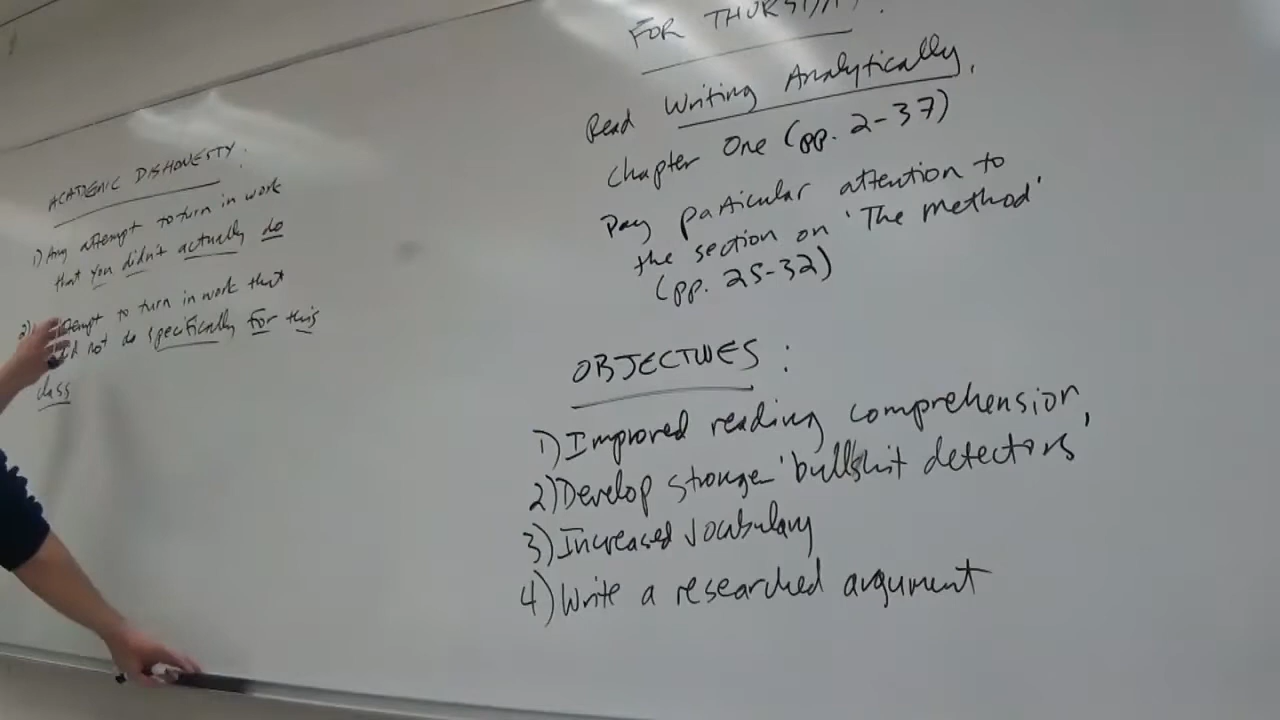 ACADEMIC DISHONESTY:
1) Any attempt to turn in work
that you didn't actually do
2) attempt to turn in work that
did not do specifically for this
class
FOR THURSDAY:
Read Writing Analytically,
Chapter One (pp. 2-37)
Pay particular attention to
the section on 'The Method'
(pp. 25-32)
OBJECTIVES:
1) Improved reading comprehension,
2) Develop stronger 'bullshit detectors'
3) Increased vocabulary
4) Write a researched argument